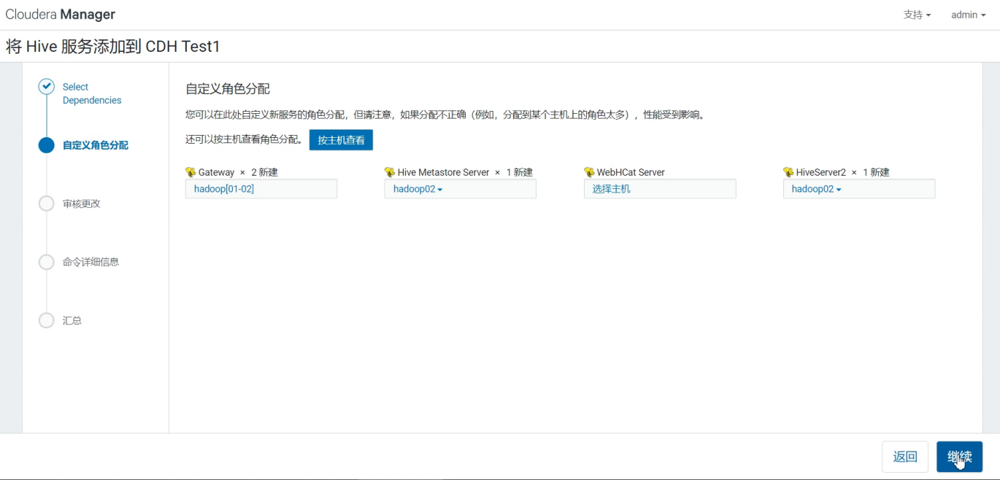 Cloudera Manager
支持 admin
将 Hive 服务添加到 CDH Test1
Select
Dependencies
自定义角色分配
审核更改
命令详细信息
汇总
自定义角色分配
您可以在此处自定义新服务的角色分配，但请注意，如果分配不正确（例如，分配到某个主机上的角色太多），性能受到影响。
还可以按主机查看角色分配。 按主机查看
Gateway × 2 新建
hadoop[01-02]
Hive Metastore Server × 1 新建
hadoop02
WebHCat Server
选择主机
HiveServer2 × 1 新建
hadoop02
返回 继续